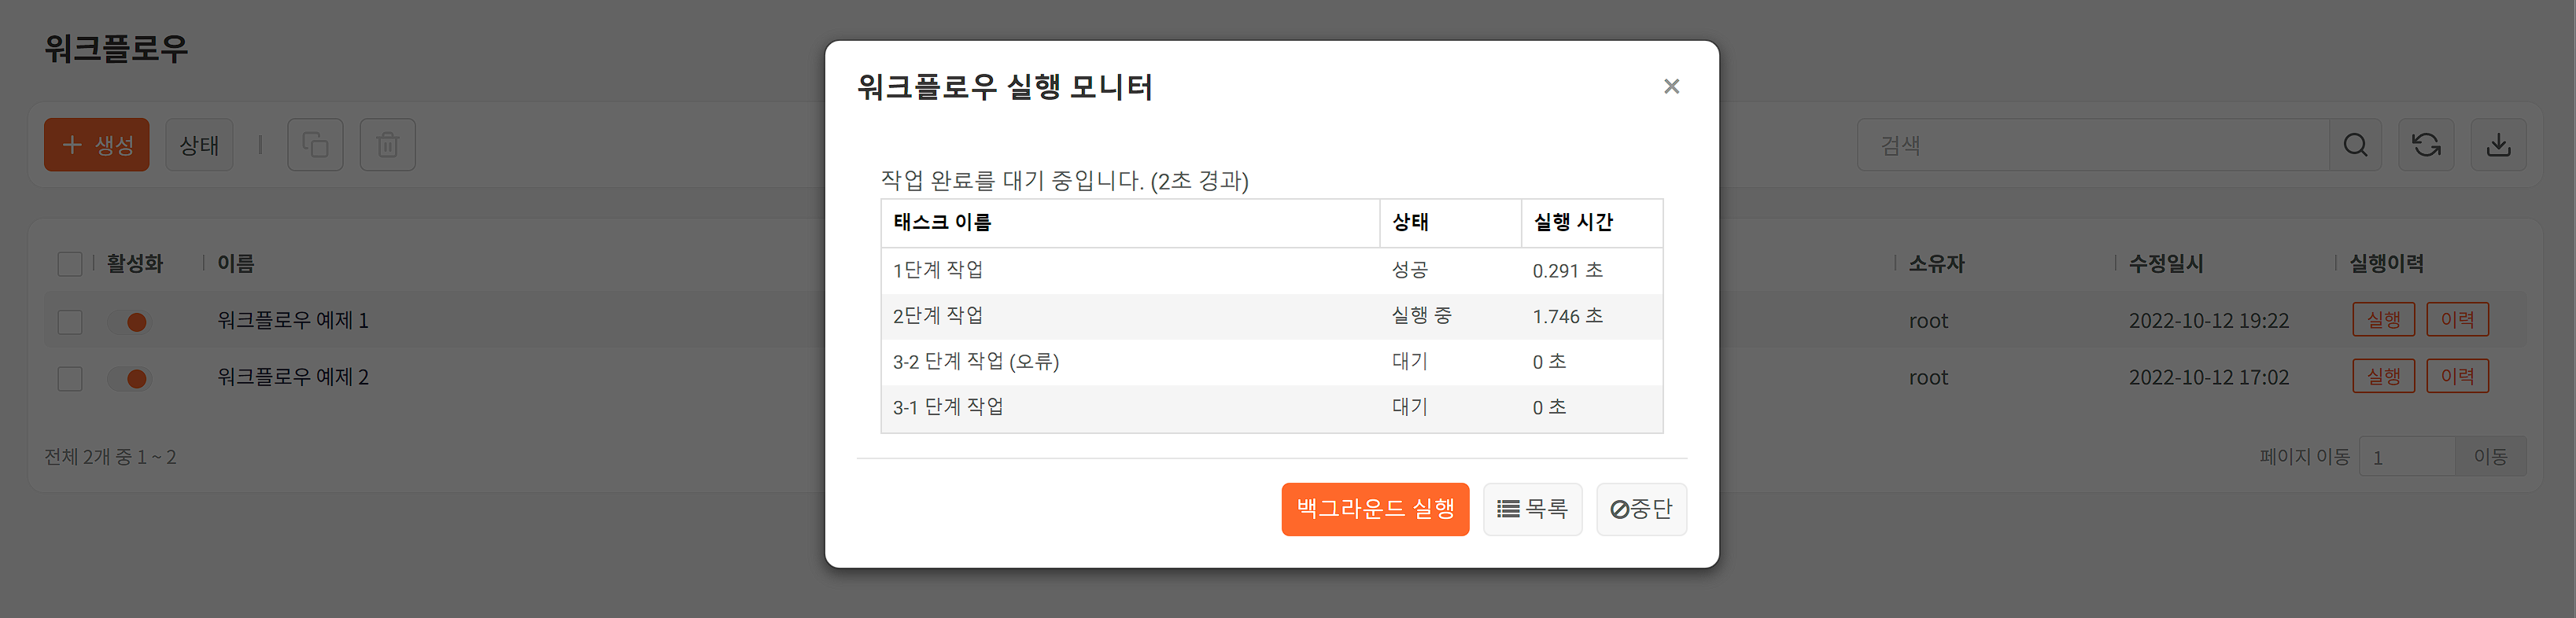 워크플로우
생성
상태
검색
활성화 이름 소유자 수정일시 실행이력
워크플로우 예제 1 root 2022-10-12 19:22 실행 이력
워크플로우 예제 2 root 2022-10-12 17:02 실행 이력
전체 2개 중 1 ~ 2
페이지 이동 1 이동
워크플로우 실행 모니터
작업 완료를 대기 중입니다. (2초 경과)
태스크 이름 상태 실행 시간
1단계 작업 성공 0.291 초
2단계 작업 실행 중 1.746 초
3-2 단계 작업 (오류) 대기 0 초
3-1 단계 작업 대기 0 초
백그라운드 실행 목록 중단